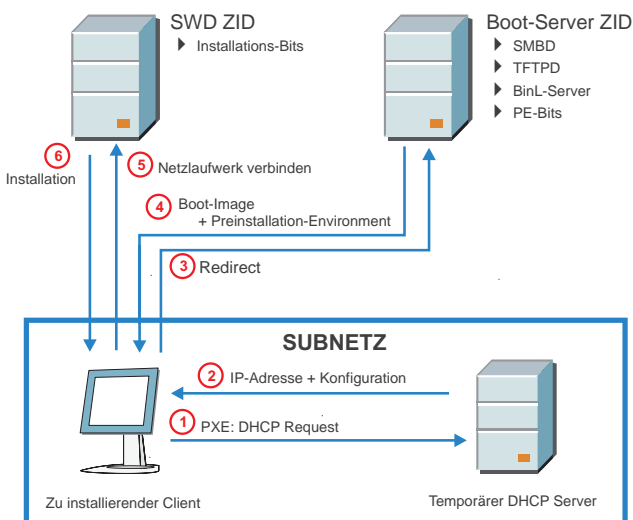 SWD ZID
Installations-Bits
Boot-Server ZID
SMBD
TFTPD
BinL-Server
PE-Bits
6
Installation
5 Netzlaufwerk verbinden
4 Boot-Image
+ Preinstallation-Environment
3 Redirect
SUBNETZ
2 IP-Adresse + Konfiguration
1 PXE: DHCP Request
Zu installierender Client
Temporärer DHCP Server